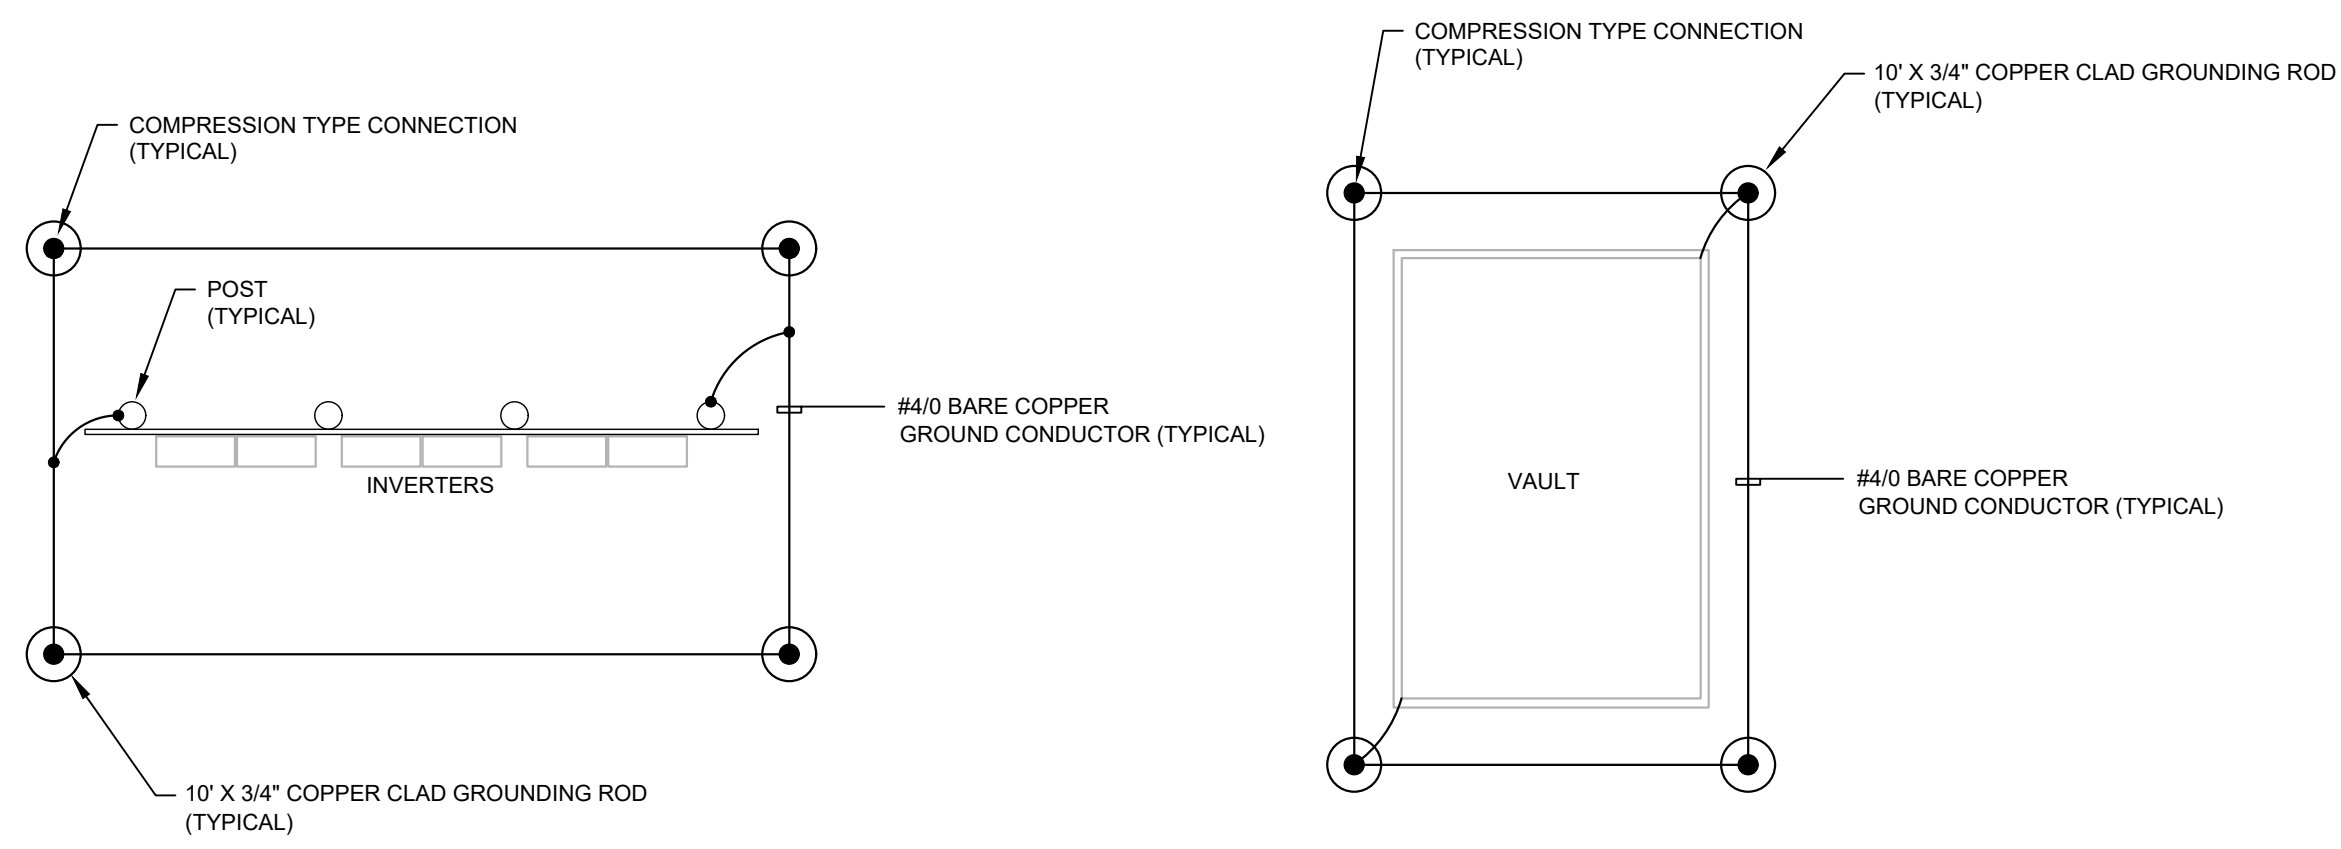 COMPRESSION TYPE CONNECTION
(TYPICAL)
POST
(TYPICAL)
#4/0 BARE COPPER
GROUND CONDUCTOR (TYPICAL)
INVERTERS
10' X 3/4" COPPER CLAD GROUNDING ROD
(TYPICAL)
COMPRESSION TYPE CONNECTION
(TYPICAL)
10' X 3/4" COPPER CLAD GROUNDING ROD
(TYPICAL)
VAULT
#4/0 BARE COPPER
GROUND CONDUCTOR (TYPICAL)